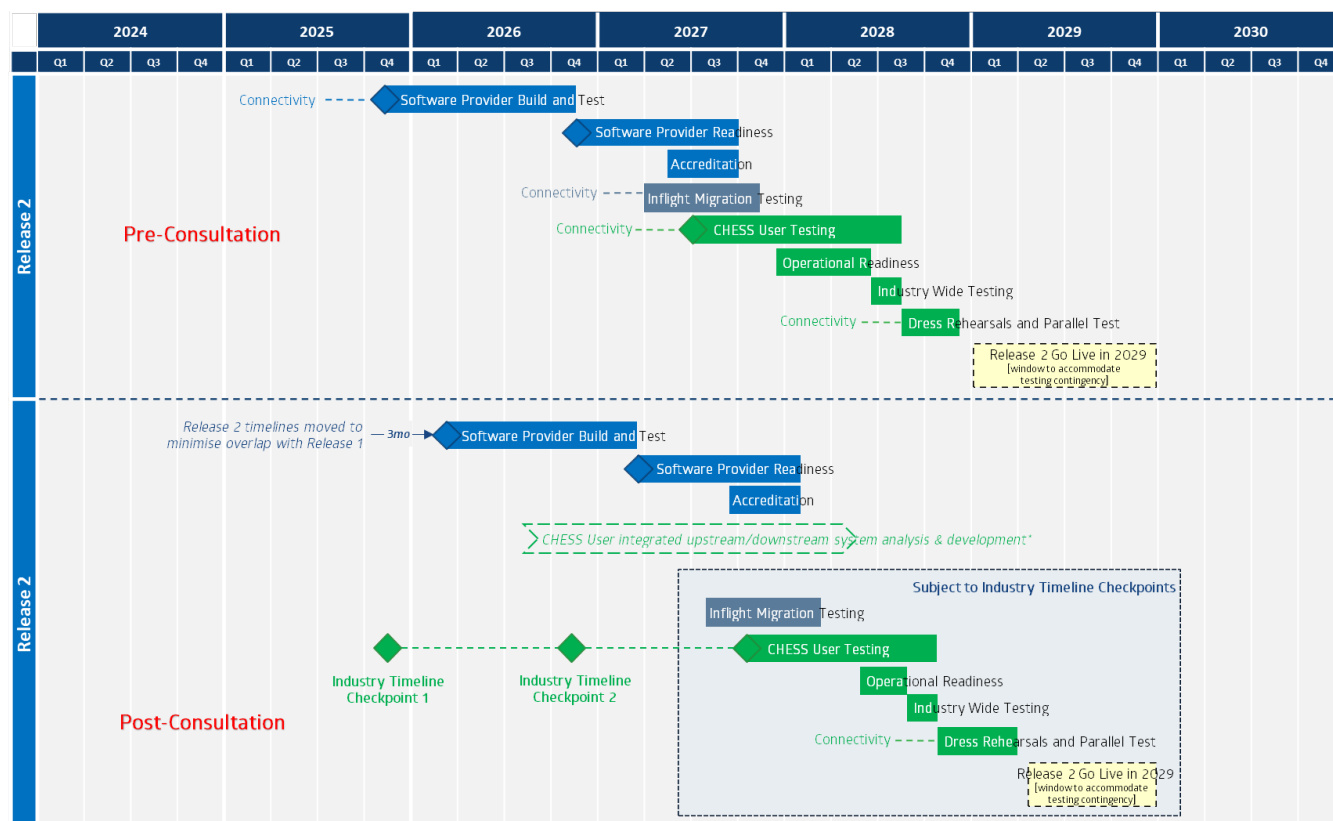 2024 2025 2026 2027 2028 2029 2030
Q1 Q2 Q3 Q4 Q1 Q2 Q3 Q4 Q1 Q2 Q3 Q4 Q1 Q2 Q3 Q4 Q1 Q2 Q3 Q4 Q1 Q2 Q3 Q4 Q1 Q2 Q3 Q4
Release 2
Pre-Consultation
Connectivity
Software Provider Build and Test
Software Provider Readiness
Accreditation
Connectivity
Inflight Migration Testing
Connectivity
CHESS User Testing
Operational Readiness
Industry Wide Testing
Connectivity
Dress Rehearsals and Parallel Test
Release 2 Go Live in 2029
[window to accommodate
testing contingency]
Release 2
Post-Consultation
Release 2 timelines moved to
minimise overlap with Release 1
3mo
Software Provider Build and Test
Software Provider Readiness
Accreditation
CHESS User integrated upstream/downstream system analysis & development*
Subject to Industry Timeline Checkpoints
Inflight Migration Testing
CHESS User Testing
Industry Timeline
Checkpoint 1
Industry Timeline
Checkpoint 2
Operational Readiness
Industry Wide Testing
Connectivity
Dress Rehearsals and Parallel Test
Release 2 Go Live in 2029
[window to accommodate
testing contingency]